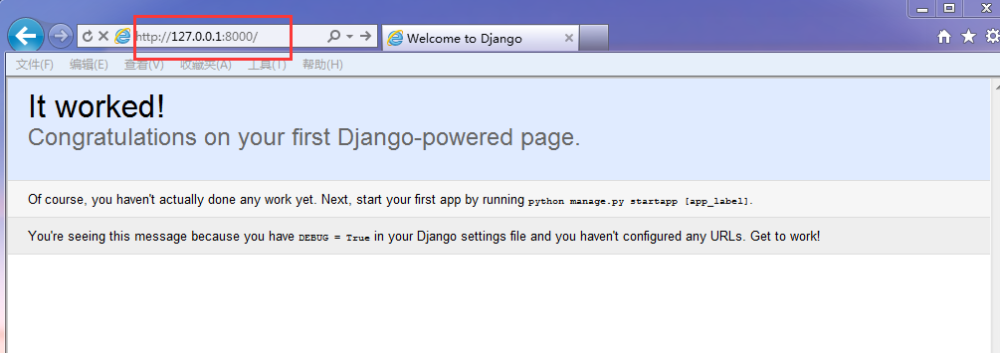 http://127.0.0.1:8000/
Welcome to Django
文件(F) 编辑(E) 查看(V) 收藏夹(A) 工具(T) 帮助(H)
It worked!
Congratulations on your first Django-powered page.
Of course, you haven't actually done any work yet. Next, start your first app by running python manage.py startapp [app_label].
You're seeing this message because you have DEBUG = True in your Django settings file and you haven't configured any URLs. Get to work!